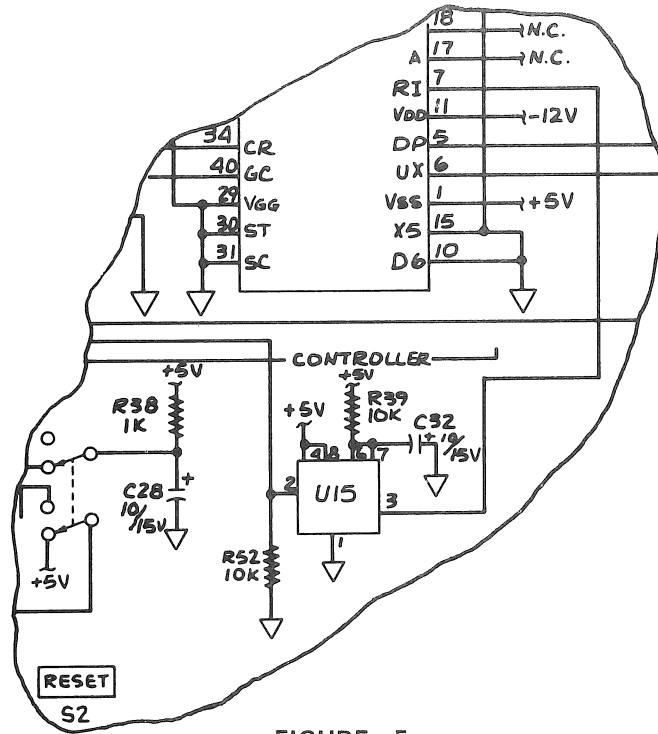 18 N.C.
A 17 N.C.
RI 7
VDD 11 -12V
34 CR DP 5
40 GC UX 6
29 VGG VSS 1 +5V
30 ST X5 15
31 SC D6 10
CONTROLLER
+5V +5V
R38 1K +5V R39 10K C32 + 10/15V
4 8 6 7
2 U15 3
C28 10/15V +
1
R52 10K
+5V
RESET
S2
FIGURE 5